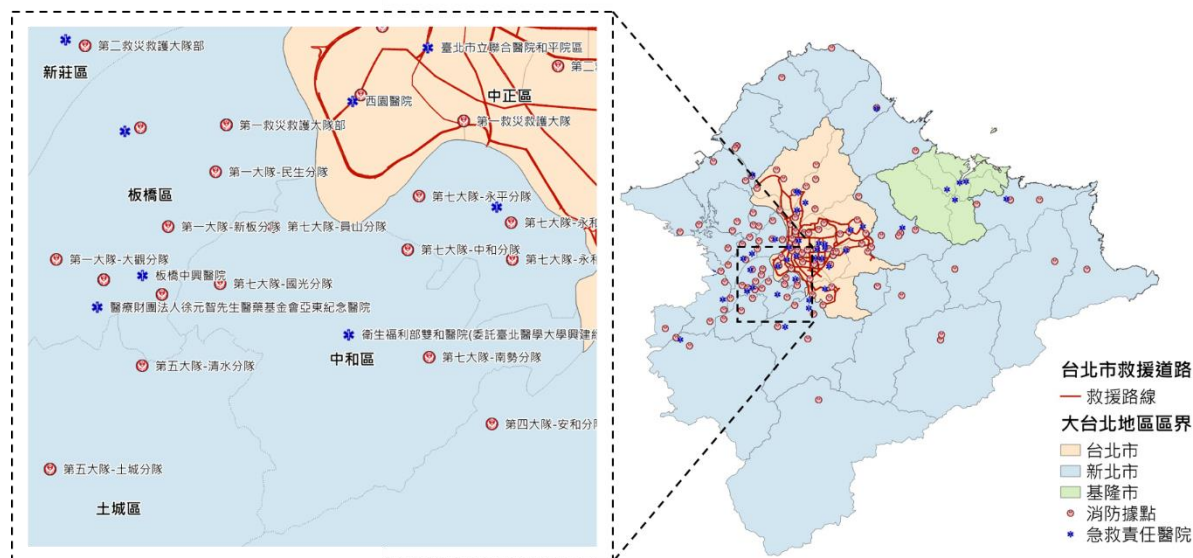 第二救災救護大隊部
新莊區
臺北市立聯合醫院和平院區
第二
西園醫院
中正區
第一救災救護大隊部
第一救災救護大隊
第一大隊-民生分隊
板橋區
第七大隊-永平分隊
第一大隊-新板分隊
第七大隊-員山分隊
第七大隊-永和
第七大隊-中和分隊
第一大隊-大觀分隊
第七大隊-永和
板橋中興醫院
第七大隊-國光分隊
醫療財團法人徐元智先生醫藥基金會亞東紀念醫院
衛生福利部雙和醫院(委託臺北醫學大學興建經
中和區
第七大隊-南勢分隊
第五大隊-清水分隊
第四大隊-安和分隊
第五大隊-土城分隊
土城區
台北市救援道路
救援路線
大台北地區區界
台北市
新北市
基隆市
消防據點
急救責任醫院